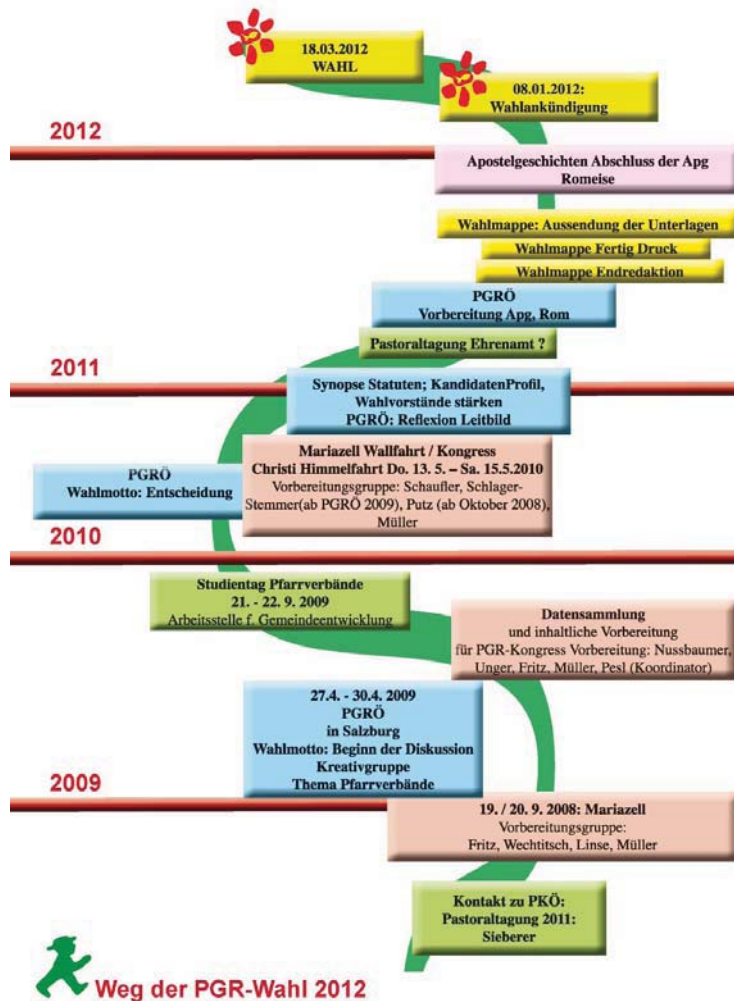 18.03.2012
WAHL
08.01.2012:
Wahlankündigung
2012
Apostelgeschichten Abschluss der Apg
Romeise
Wahlmappe: Aussendung der Unterlagen
Wahlmappe Fertig Druck
Wahlmappe Endredaktion
PGRÖ
Vorbereitung Apg, Rom
Pastoraltagung Ehrenamt ?
2011
Synopse Statuten; KandidatenProfil,
Wahlvorstände stärken
PGRÖ: Reflexion Leitbild
Mariazell Wallfahrt / Kongress
Christi Himmelfahrt Do. 13. 5. – Sa. 15.5.2010
Vorbereitungsgruppe: Schaufler, Schlager-
Stemmer(ab PGRÖ 2009), Putz (ab Oktober 2008),
Müller
PGRÖ
Wahlmotto: Entscheidung
2010
Studientag Pfarrverbände
21. - 22. 9. 2009
Arbeitsstelle f. Gemeindeentwicklung
Datensammlung
und inhaltliche Vorbereitung
für PGR-Kongress Vorbereitung: Nussbaumer,
Unger, Fritz, Müller, Pesl (Koordinator)
27.4. - 30.4. 2009
PGRÖ
in Salzburg
Wahlmotto: Beginn der Diskussion
Kreativgruppe
Thema Pfarrverbände
2009
19. / 20. 9. 2008: Mariazell
Vorbereitungsgruppe:
Fritz, Wechtitsch, Linse, Müller
Kontakt zu PKÖ:
Pastoraltagung 2011:
Sieberer
Weg der PGR-Wahl 2012